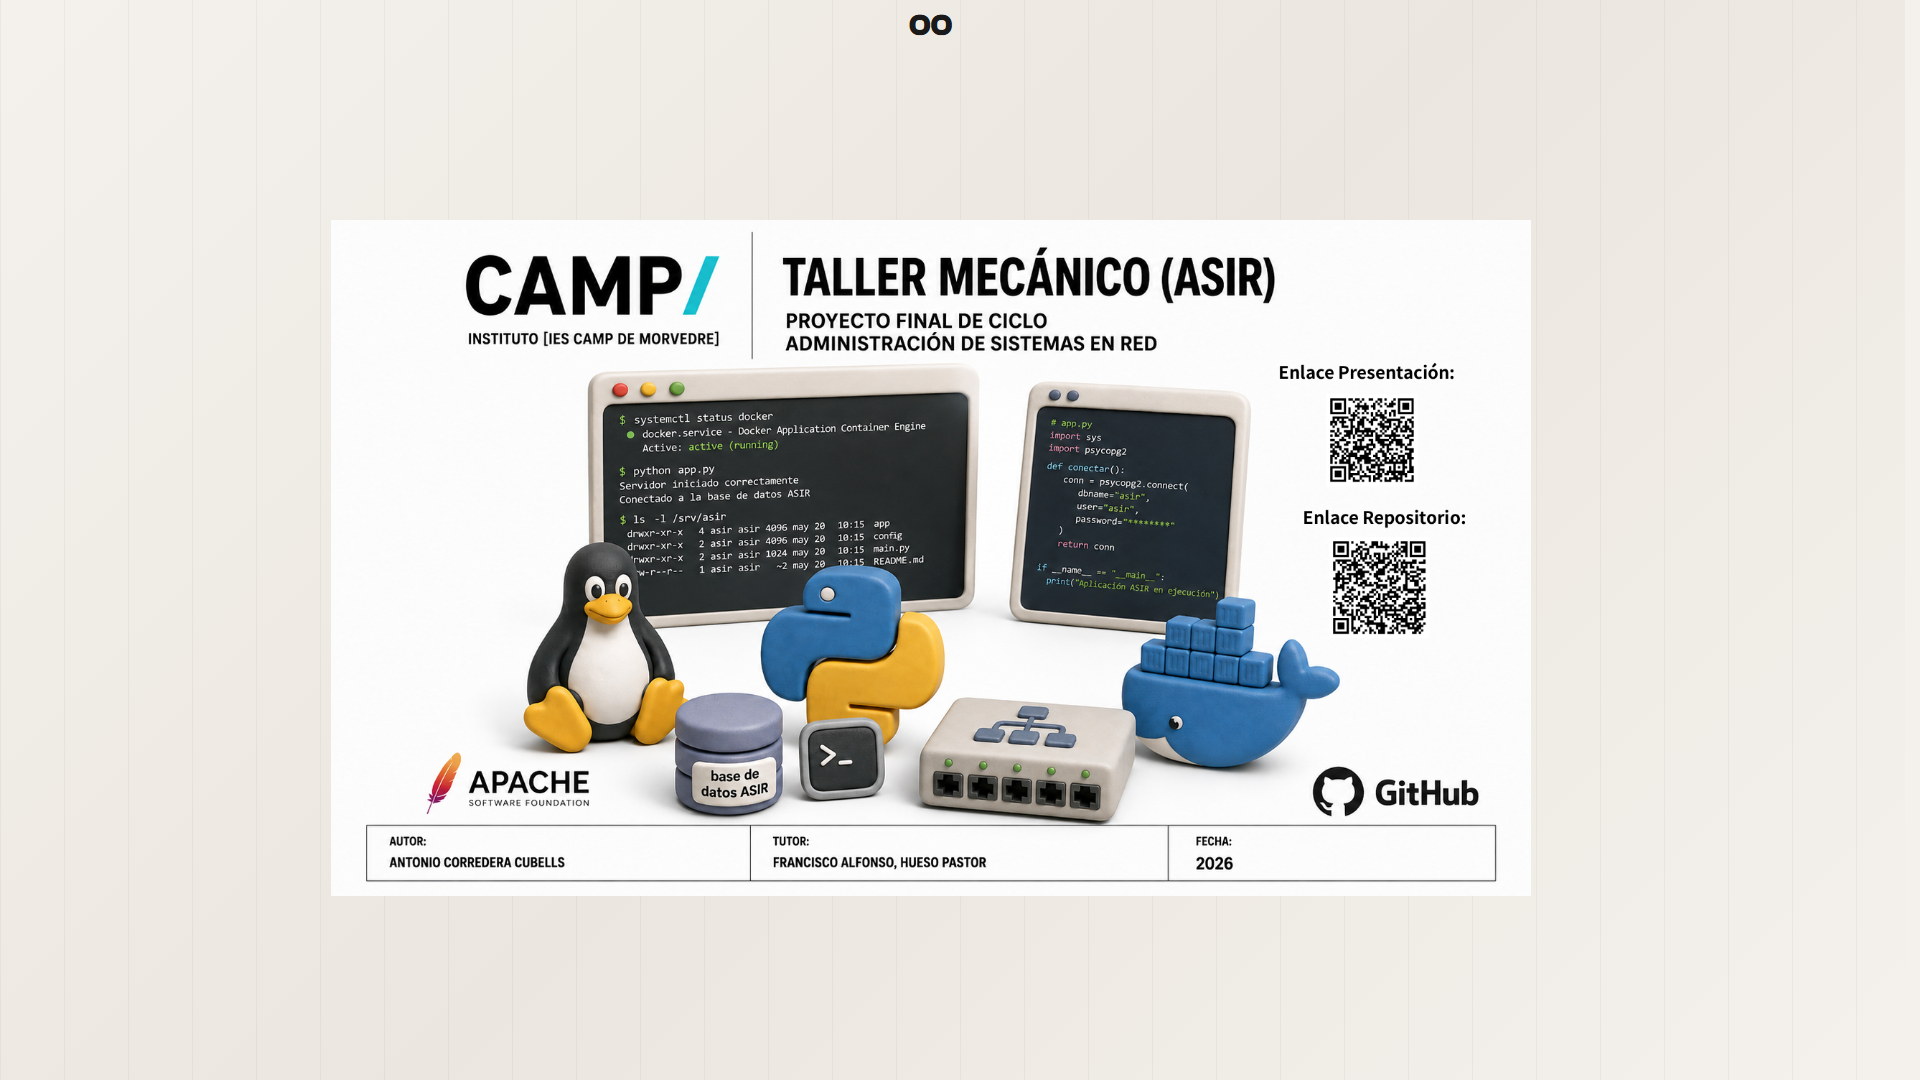 oo
CAMP/
INSTITUTO [IES CAMP DE MORVEDRE]
TALLER MECÁNICO (ASIR)
PROYECTO FINAL DE CICLO
ADMINISTRACIÓN DE SISTEMAS EN RED
$ systemctl status docker
docker.service - Docker Application Container Engine
Active: active (running)
$ python app.py
Servidor iniciado correctamente
Conectado a la base de datos ASIR
$ ls -l /srv/asir
drwxr-xr-x 4 asir asir 4096 may 20 10:15 app
drwxr-xr-x 2 asir asir 4096 may 20 10:15 config
rwxr-xr-x 2 asir asir 1024 may 20 10:15 main.py
rw-r--r-- 1 asir asir ~2 may 20 10:15 README.md
# app.py
import sys
import psycopg2
def conectar():
conn = psycopg2.connect(
dbname="asir",
user="asir",
password="********"
)
return conn
if __name__ == "__main__":
print("Aplicación ASIR en ejecución")
Enlace Presentación:
Enlace Repositorio:
base de
datos ASIR
>_
APACHE
SOFTWARE FOUNDATION
GitHub
AUTOR:
ANTONIO CORREDERA CUBELLS
TUTOR:
FRANCISCO ALFONSO, HUESO PASTOR
FECHA:
2026